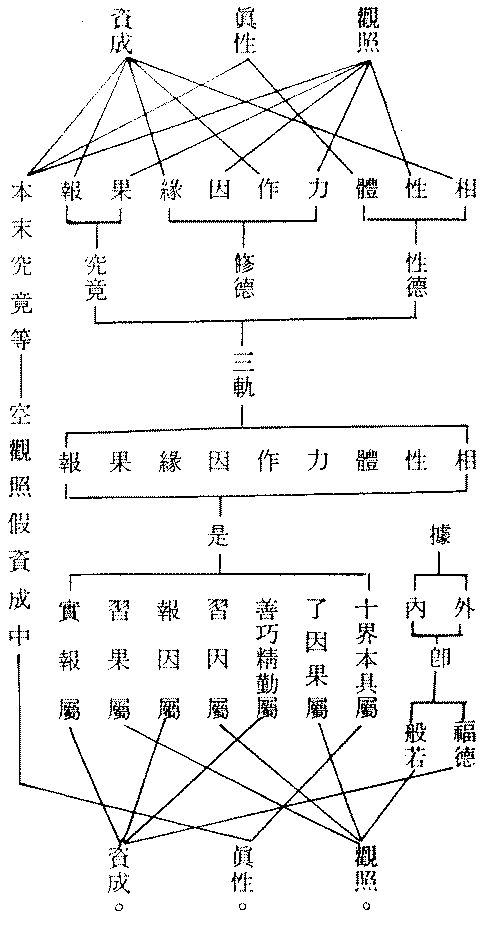 觀照
眞性
資成
相
性
體
力
作
因
緣
果
報
本末究竟等──空觀照假資成中
性德
修德
究竟
三軌
相
性
體
力
作
因
緣
果
報
是
據
外
內
卽
福德
般若
十界本具屬
了因果屬
善巧精勤屬
習因屬
報因屬
習果屬
實報屬
觀照。
眞性。
資成。